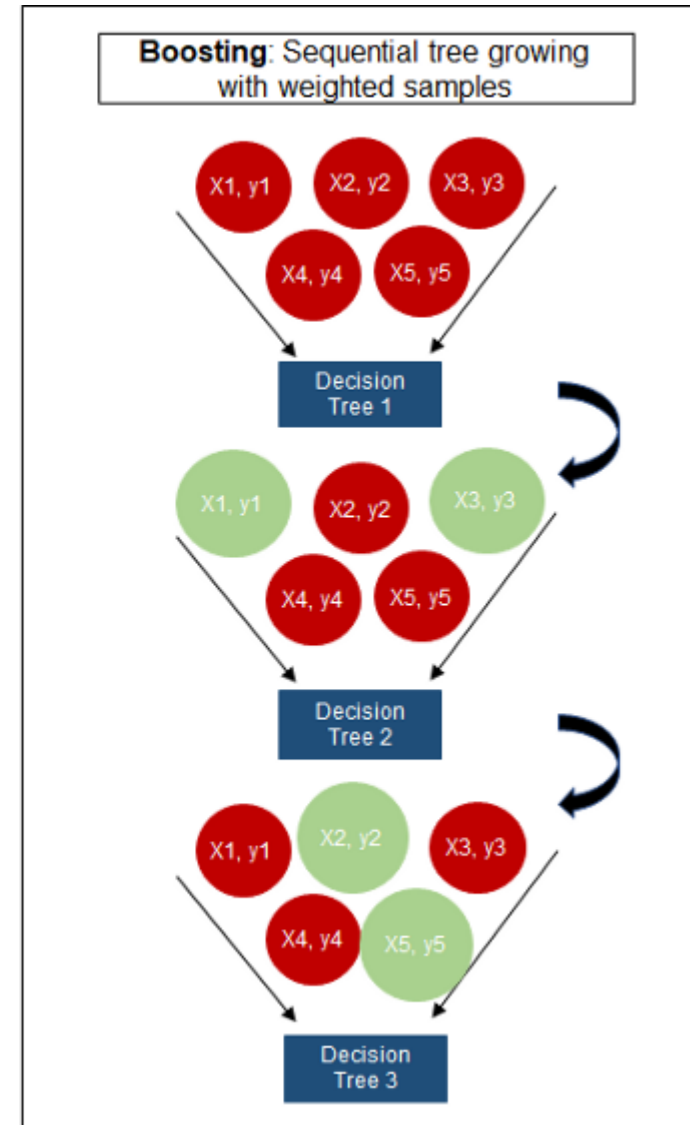 Boosting: Sequential tree growing
with weighted samples
X1, y1
X2, y2
X3, y3
X4, y4
X5, y5
Decision
Tree 1
X1, y1
X2, y2
X3, y3
X4, y4
X5, y5
Decision
Tree 2
X1, y1
X2, y2
X3, y3
X4, y4
X5, y5
Decision
Tree 3